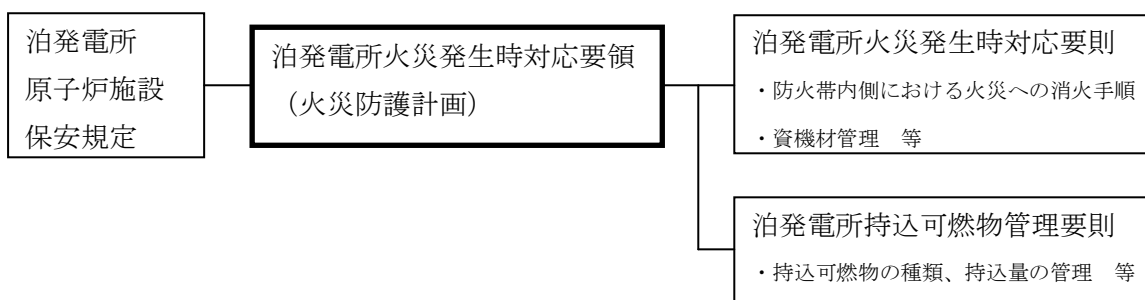 泊発電所
原子炉施設
保安規定
泊発電所火災発生時対応要領
（火災防護計画）
泊発電所火災発生時対応要則
・防火帯内側における火災への消火手順
・資機材管理　等
泊発電所持込可燃物管理要則
・持込可燃物の種類、持込量の管理　等